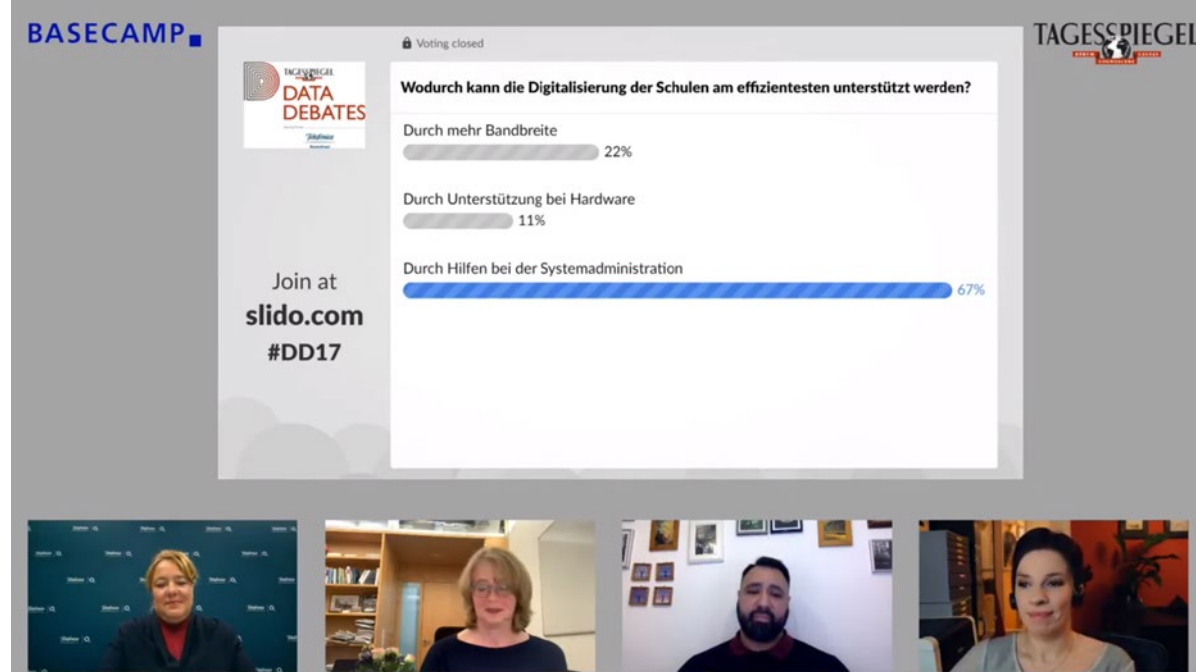 BASECAMP
TAGESSPIEGEL
Voting closed
TAGESSPIEGEL
DATA
DEBATES
Telefónica
Wodurch kann die Digitalisierung der Schulen am effizientesten unterstützt werden?
Durch mehr Bandbreite
22%
Durch Unterstützung bei Hardware
11%
Durch Hilfen bei der Systemadministration
67%
Join at
slido.com
#DD17